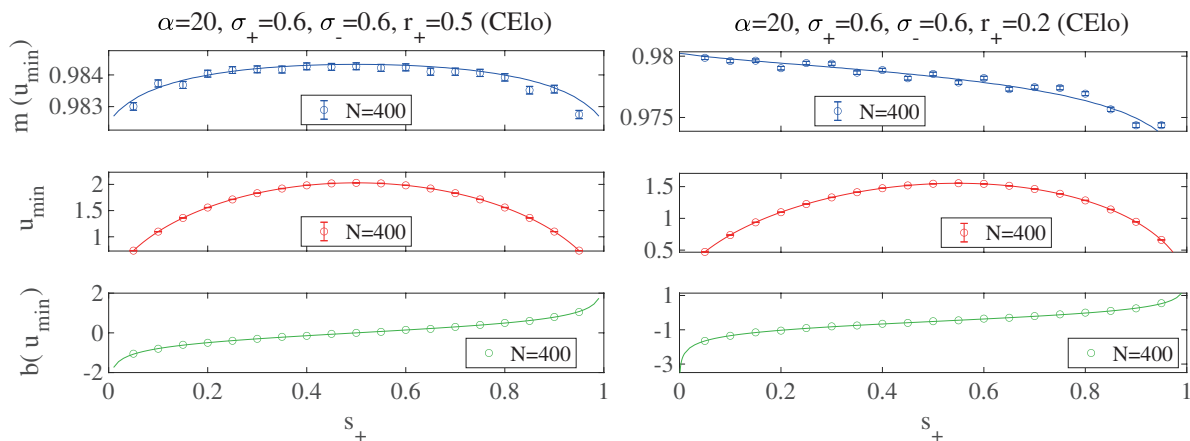 α=20, σ₊=0.6, σ₋=0.6, r₊=0.5 (CElo)
m (u_min)
0.984
0.983
N=400
u_min
2
1.5
1
N=400
b( u_min)
2
0
-2
N=400
0 0.2 0.4 0.6 0.8 1
s₊
α=20, σ₊=0.6, σ₋=0.6, r₊=0.2 (CElo)
0.98
0.975
N=400
1.5
1
0.5
N=400
1
-1
-3
N=400
0 0.2 0.4 0.6 0.8 1
s₊